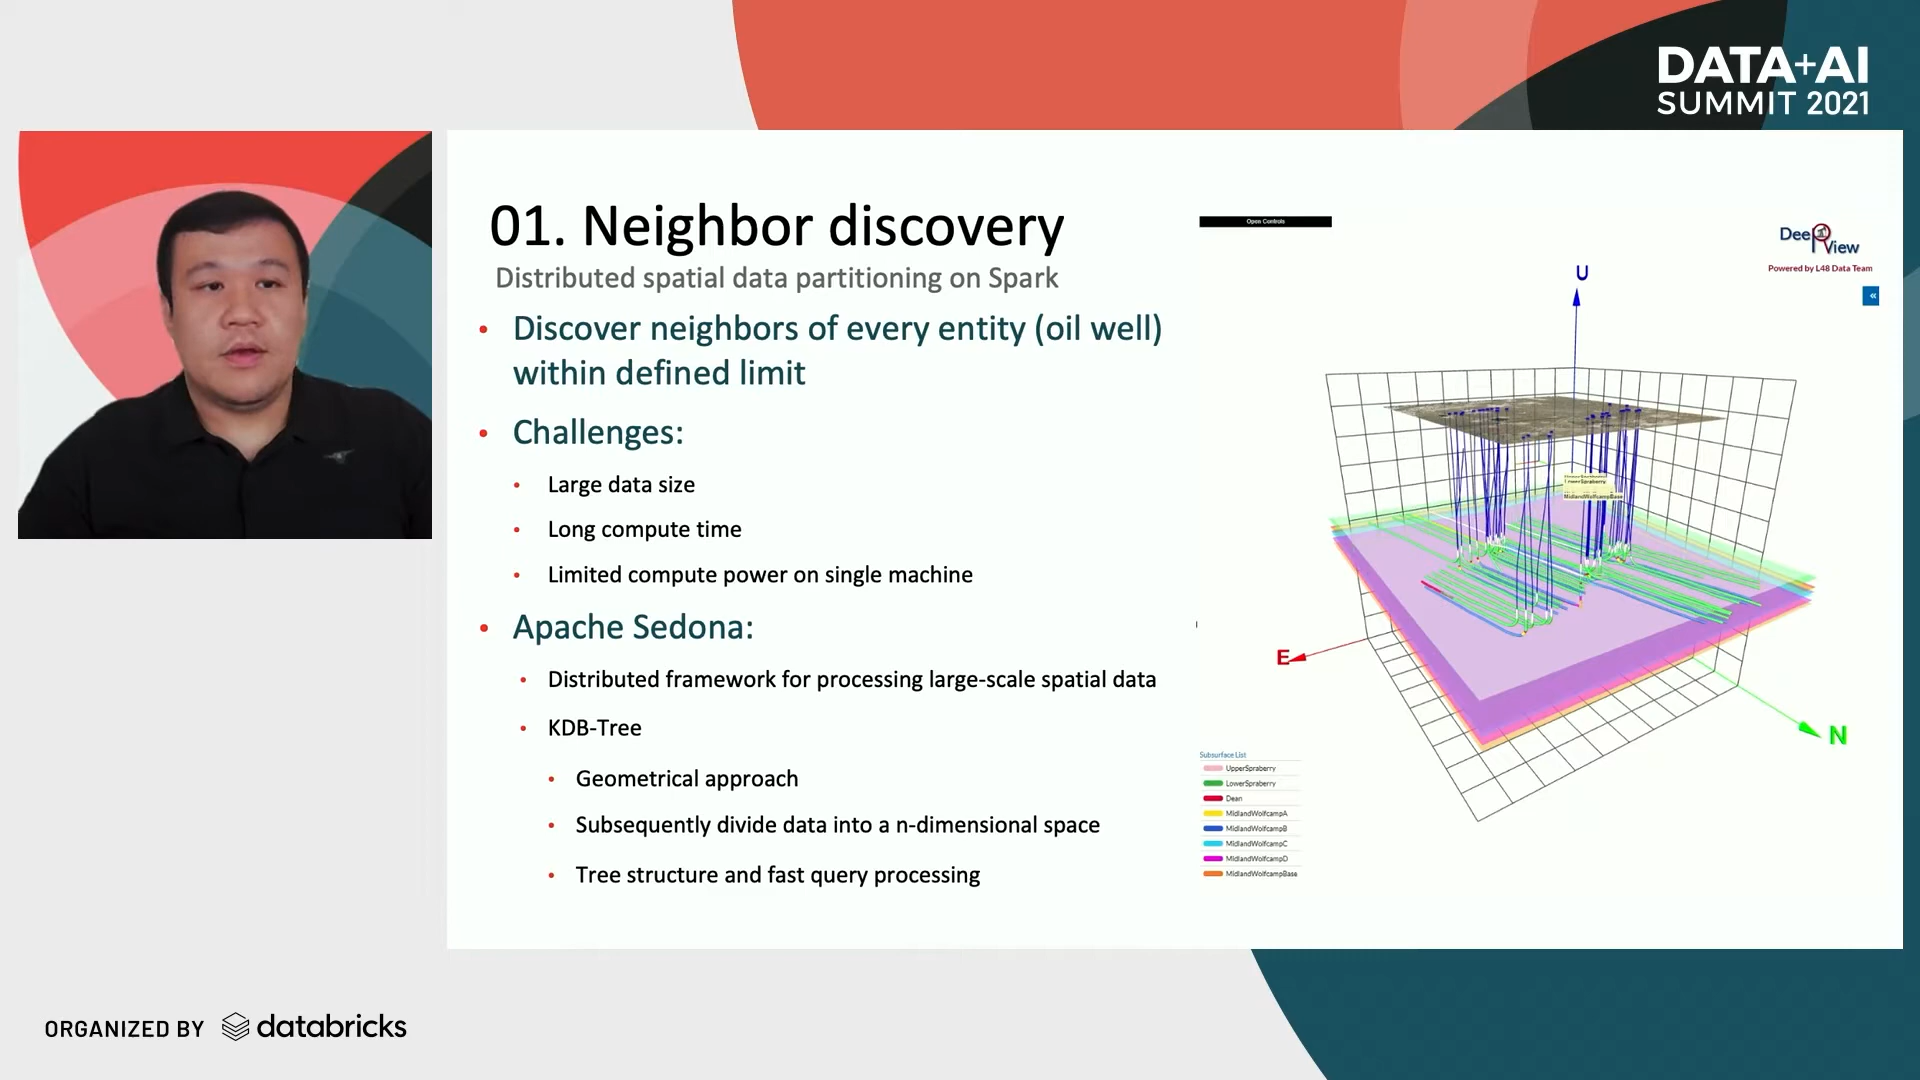 DATA+AI
SUMMIT 2021
01. Neighbor discovery
Distributed spatial data partitioning on Spark
• Discover neighbors of every entity (oil well)
within defined limit
• Challenges:
• Large data size
• Long compute time
• Limited compute power on single machine
• Apache Sedona:
• Distributed framework for processing large-scale spatial data
• KDB-Tree
• Geometrical approach
• Subsequently divide data into a n-dimensional space
• Tree structure and fast query processing
Open Controls
DeepView
Powered by L48 Data Team
«
U
LowerSpraberry
MidlandWolfcampBase
E
N
Subsurface List
UpperSpraberry
LowerSpraberry
Dean
MidlandWolfcampA
MidlandWolfcampB
MidlandWolfcampC
MidlandWolfcampD
MidlandWolfcampBase
ORGANIZED BY databricks